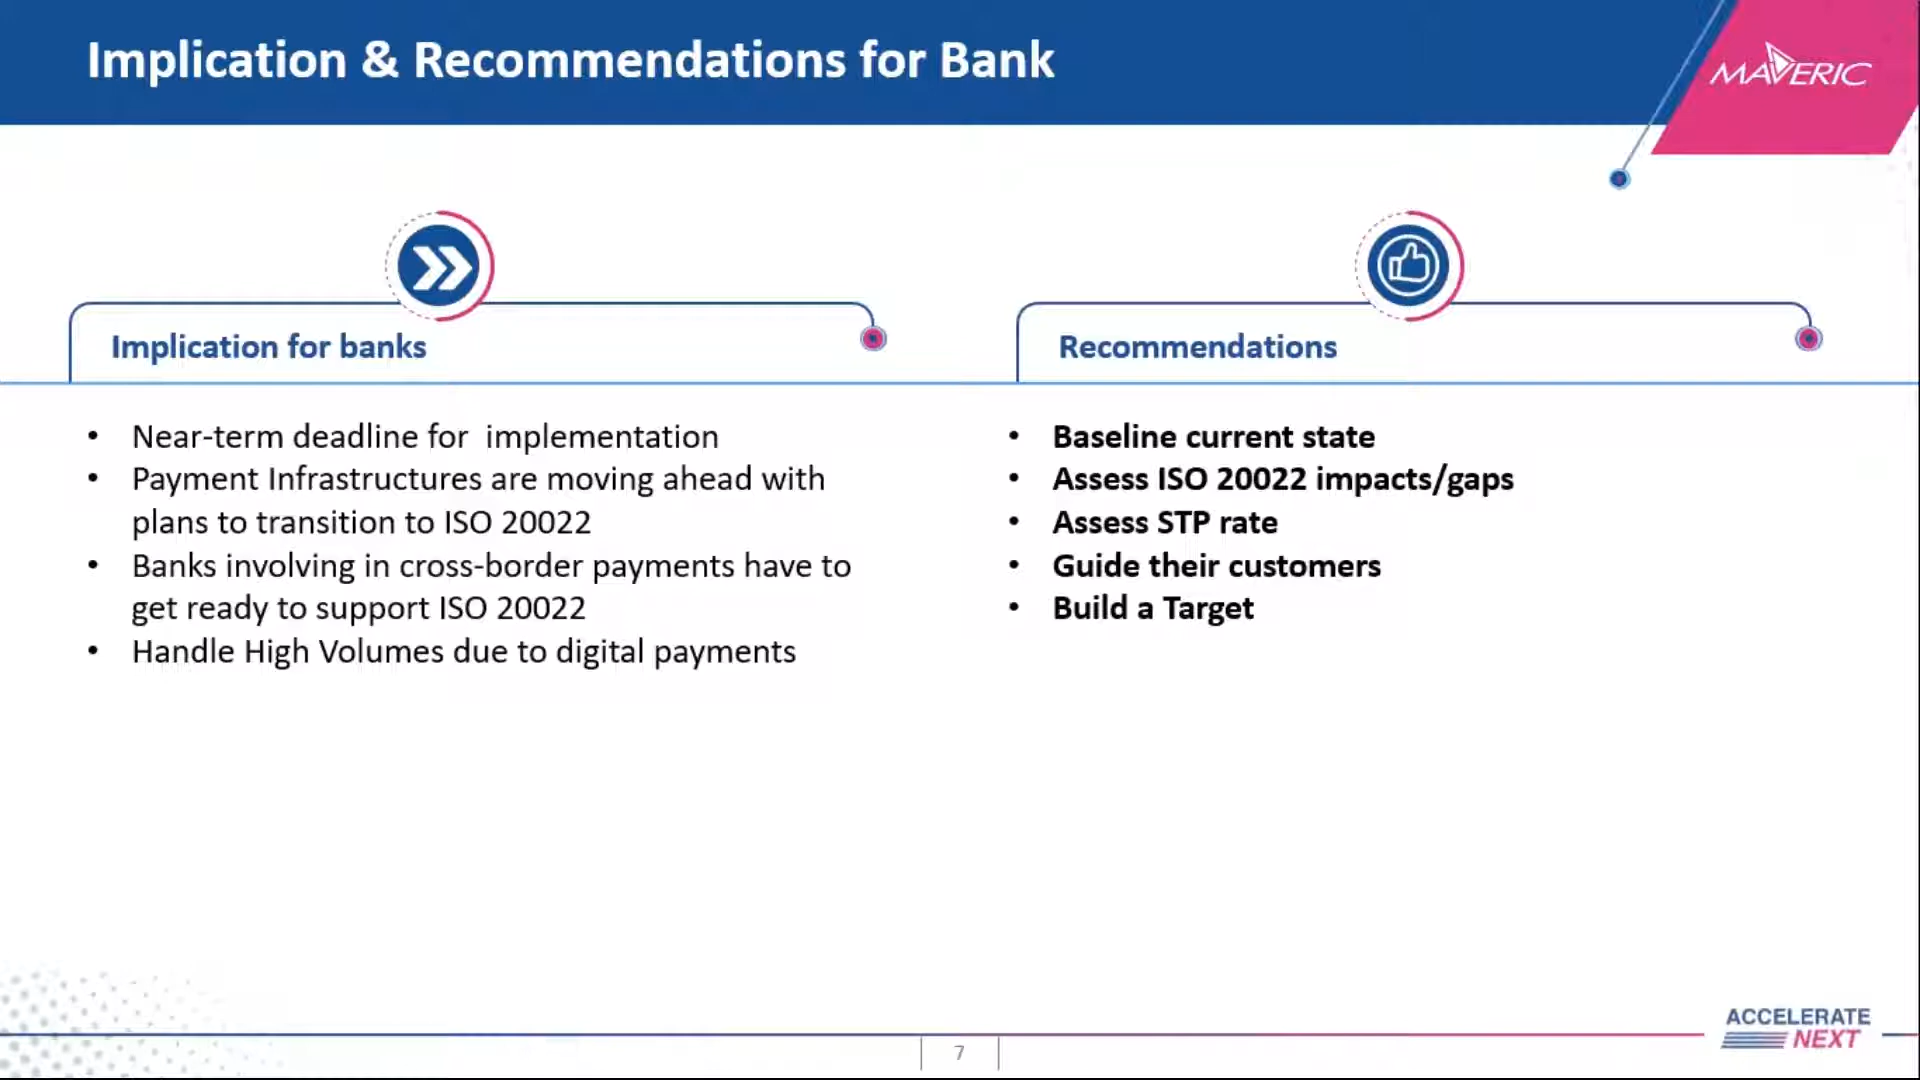 Implication & Recommendations for Bank
MAVERIC
Implication for banks
• Near-term deadline for  implementation
• Payment Infrastructures are moving ahead with
plans to transition to ISO 20022
• Banks involving in cross-border payments have to
get ready to support ISO 20022
• Handle High Volumes due to digital payments
Recommendations
• Baseline current state
• Assess ISO 20022 impacts/gaps
• Assess STP rate
• Guide their customers
• Build a Target
ACCELERATE
NEXT
7